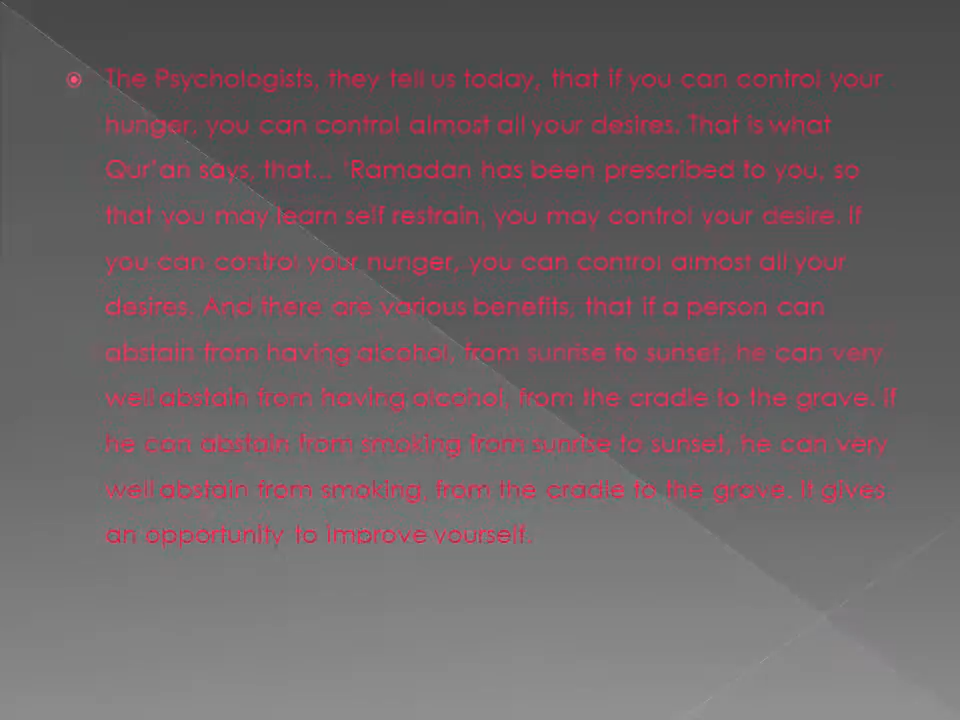 The Psychologists, they tell us today, that if you can control your
hunger, you can control almost all your desires. That is what
Qur'an says, that... 'Ramadan has been prescribed to you, so
that you may learn self restrain, you may control your desire. If
you can control your hunger, you can control almost all your
desires. And there are various benefits; that if a person can
abstain from having alcohol, from sunrise to sunset, he can very
well abstain from having alcohol, from the cradle to the grave. If
he can abstain from smoking from sunrise to sunset, he can very
well abstain from smoking, from the cradle to the grave. It gives
an opportunity to improve yourself.